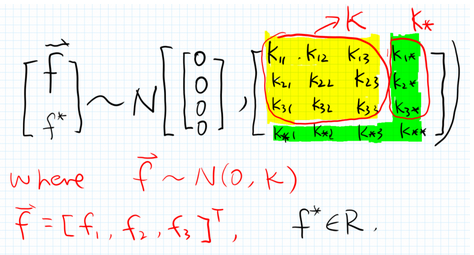 → K K*
[f⃗ f*] ~ N([0 0 0 0], [K11 K12 K13 K1*
K21 K22 K23 K2*
K31 K32 K33 K3*
K*1 K*2 K*3 K**])
where f⃗ ~ N(0, K)
f⃗ = [f1, f2, f3]ᵀ, f* ∈ R.